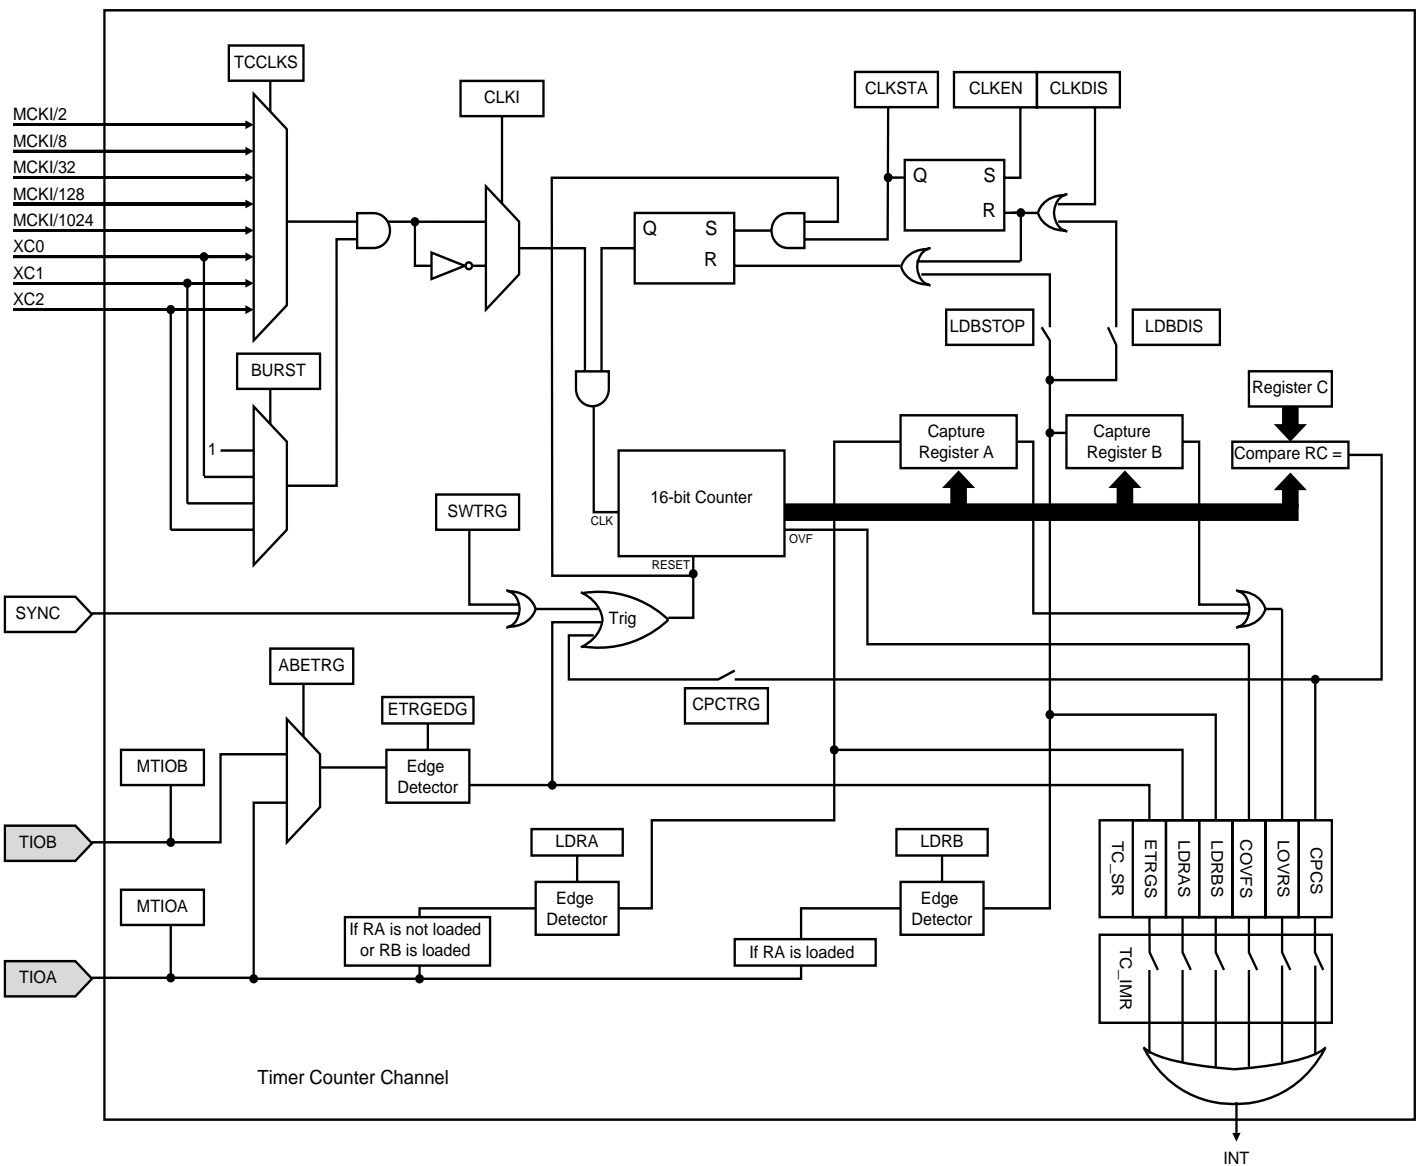 TCCLKS
CLKI
CLKSTA
CLKEN
CLKDIS
MCKI/2
MCKI/8
MCKI/32
MCKI/128
MCKI/1024
XC0
XC1
XC2
Q
S
R
Q
S
R
LDBSTOP
LDBDIS
BURST
1
Register C
Capture
Register A
Capture
Register B
Compare RC =
16-bit Counter
CLK
OVF
RESET
SWTRG
SYNC
Trig
ABETRG
CPCTRG
ETRGEDG
Edge
Detector
MTIOB
TIOB
LDRA
LDRB
Edge
Detector
Edge
Detector
MTIOA
If RA is not loaded
or RB is loaded
If RA is loaded
TIOA
TC_SR
ETRGS
LDRAS
LDRBS
COVFS
LOVRS
CPCS
TC_IMR
Timer Counter Channel
INT